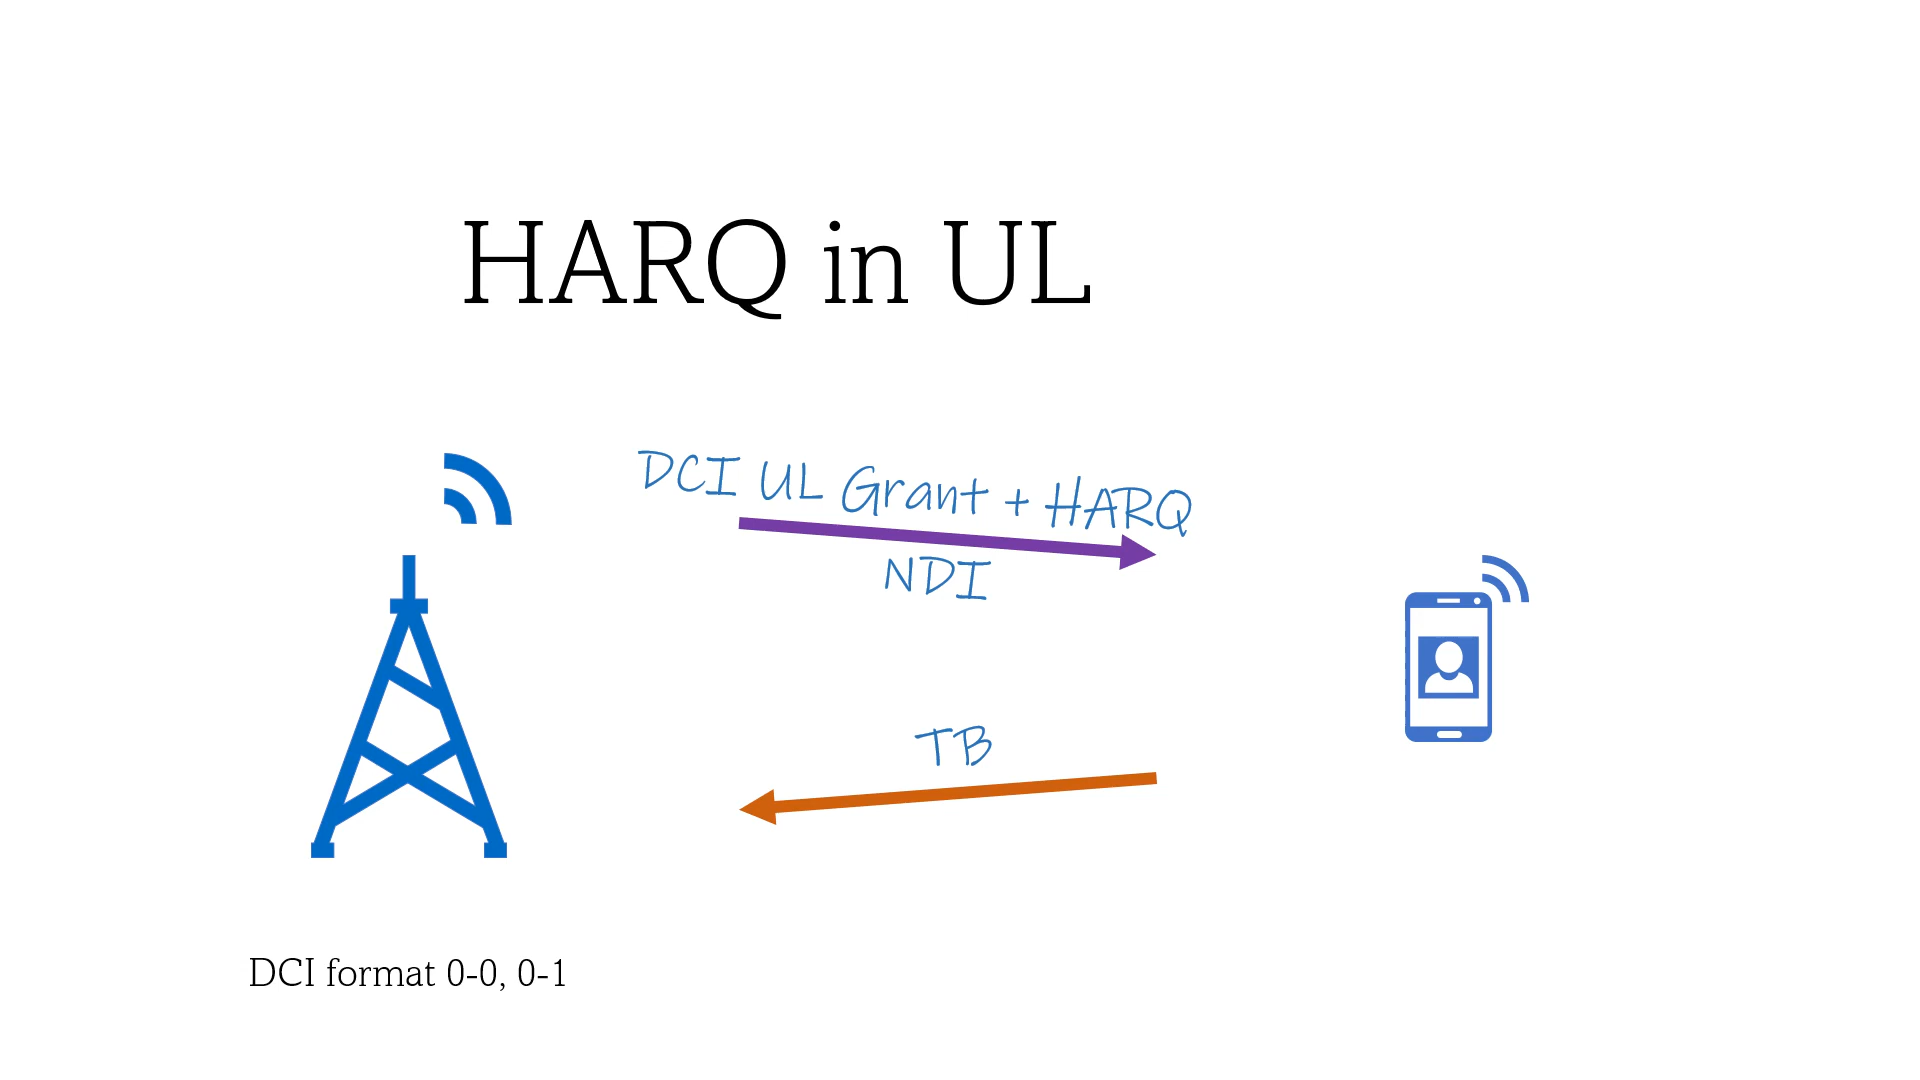 HARQ in UL
DCI UL Grant + HARQ
NDI
TB
DCI format 0-0, 0-1